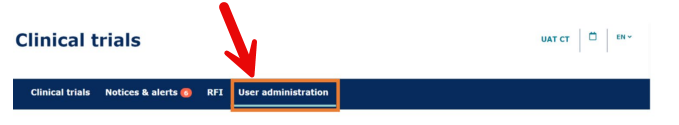 Clinical trials
UAT CT EN
Clinical trials Notices & alerts 6 RFI User administration